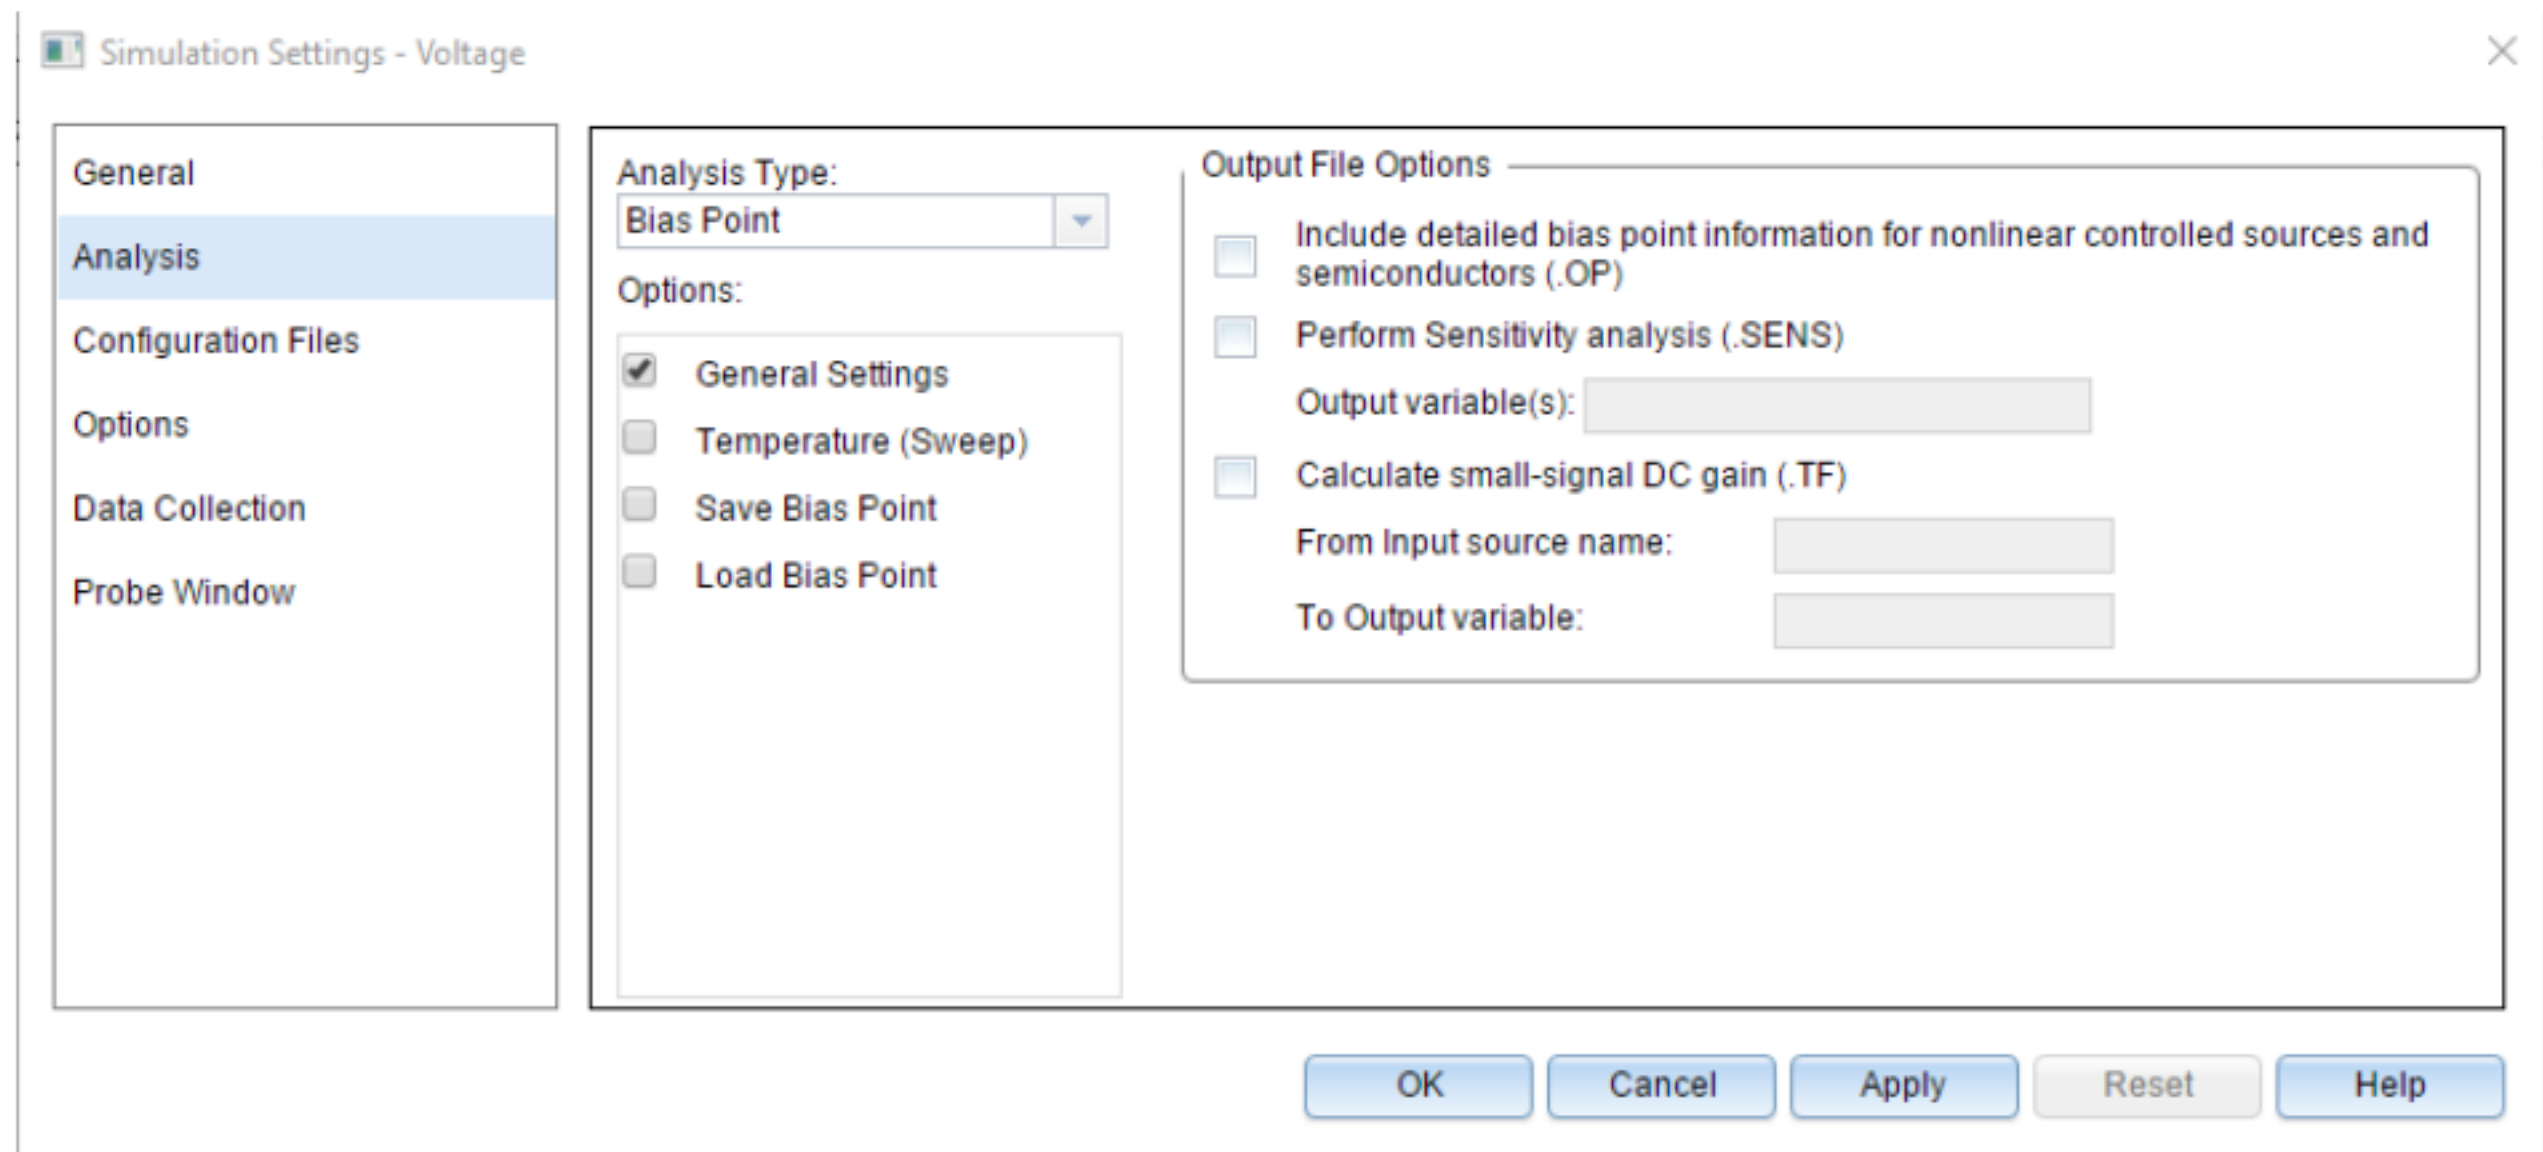 Simulation Settings - Voltage
General
Analysis
Configuration Files
Options
Data Collection
Probe Window
Analysis Type:
Bias Point
Options:
General Settings
Temperature (Sweep)
Save Bias Point
Load Bias Point
Output File Options
Include detailed bias point information for nonlinear controlled sources and
semiconductors (.OP)
Perform Sensitivity analysis (.SENS)
Output variable(s):
Calculate small-signal DC gain (.TF)
From Input source name:
To Output variable:
OK
Cancel
Apply
Reset
Help